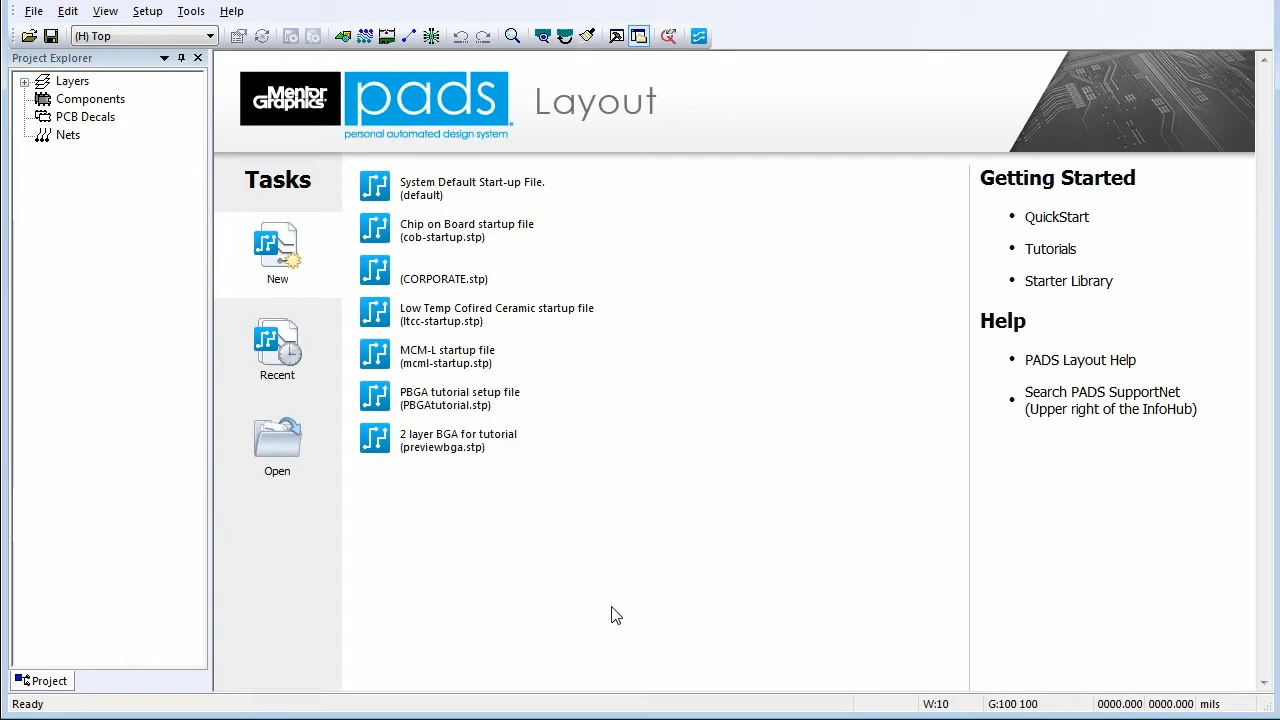 File Edit View Setup Tools Help
(H) Top
Project Explorer
Layers
Components
PCB Decals
Nets
Project
Mentor
Graphics
pads
personal automated design system
Layout
Tasks
New
Recent
Open
System Default Start-up File.
(default)
Chip on Board startup file
(cob-startup.stp)
(CORPORATE.stp)
Low Temp Cofired Ceramic startup file
(ltcc-startup.stp)
MCM-L startup file
(mcml-startup.stp)
PBGA tutorial setup file
(PBGAtutorial.stp)
2 layer BGA for tutorial
(previewbga.stp)
Getting Started
• QuickStart
• Tutorials
• Starter Library
Help
• PADS Layout Help
• Search PADS SupportNet
(Upper right of the InfoHub)
Ready W:10 G:100 100 0000.000 0000.000 mils